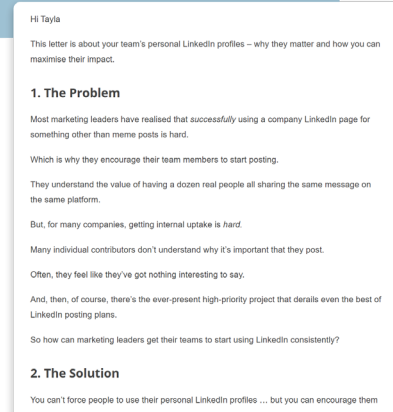 Hi Tayla
This letter is about your team's personal LinkedIn profiles – why they matter and how you can
maximise their impact.
1. The Problem
Most marketing leaders have realised that successfully using a company LinkedIn page for
something other than meme posts is hard.
Which is why they encourage their team members to start posting.
They understand the value of having a dozen real people all sharing the same message on
the same platform.
But, for many companies, getting internal uptake is hard.
Many individual contributors don't understand why it's important that they post.
Often, they feel like they've got nothing interesting to say.
And, then, of course, there's the ever-present high-priority project that derails even the best of
LinkedIn posting plans.
So how can marketing leaders get their teams to start using LinkedIn consistently?
2. The Solution
You can't force people to use their personal LinkedIn profiles … but you can encourage them